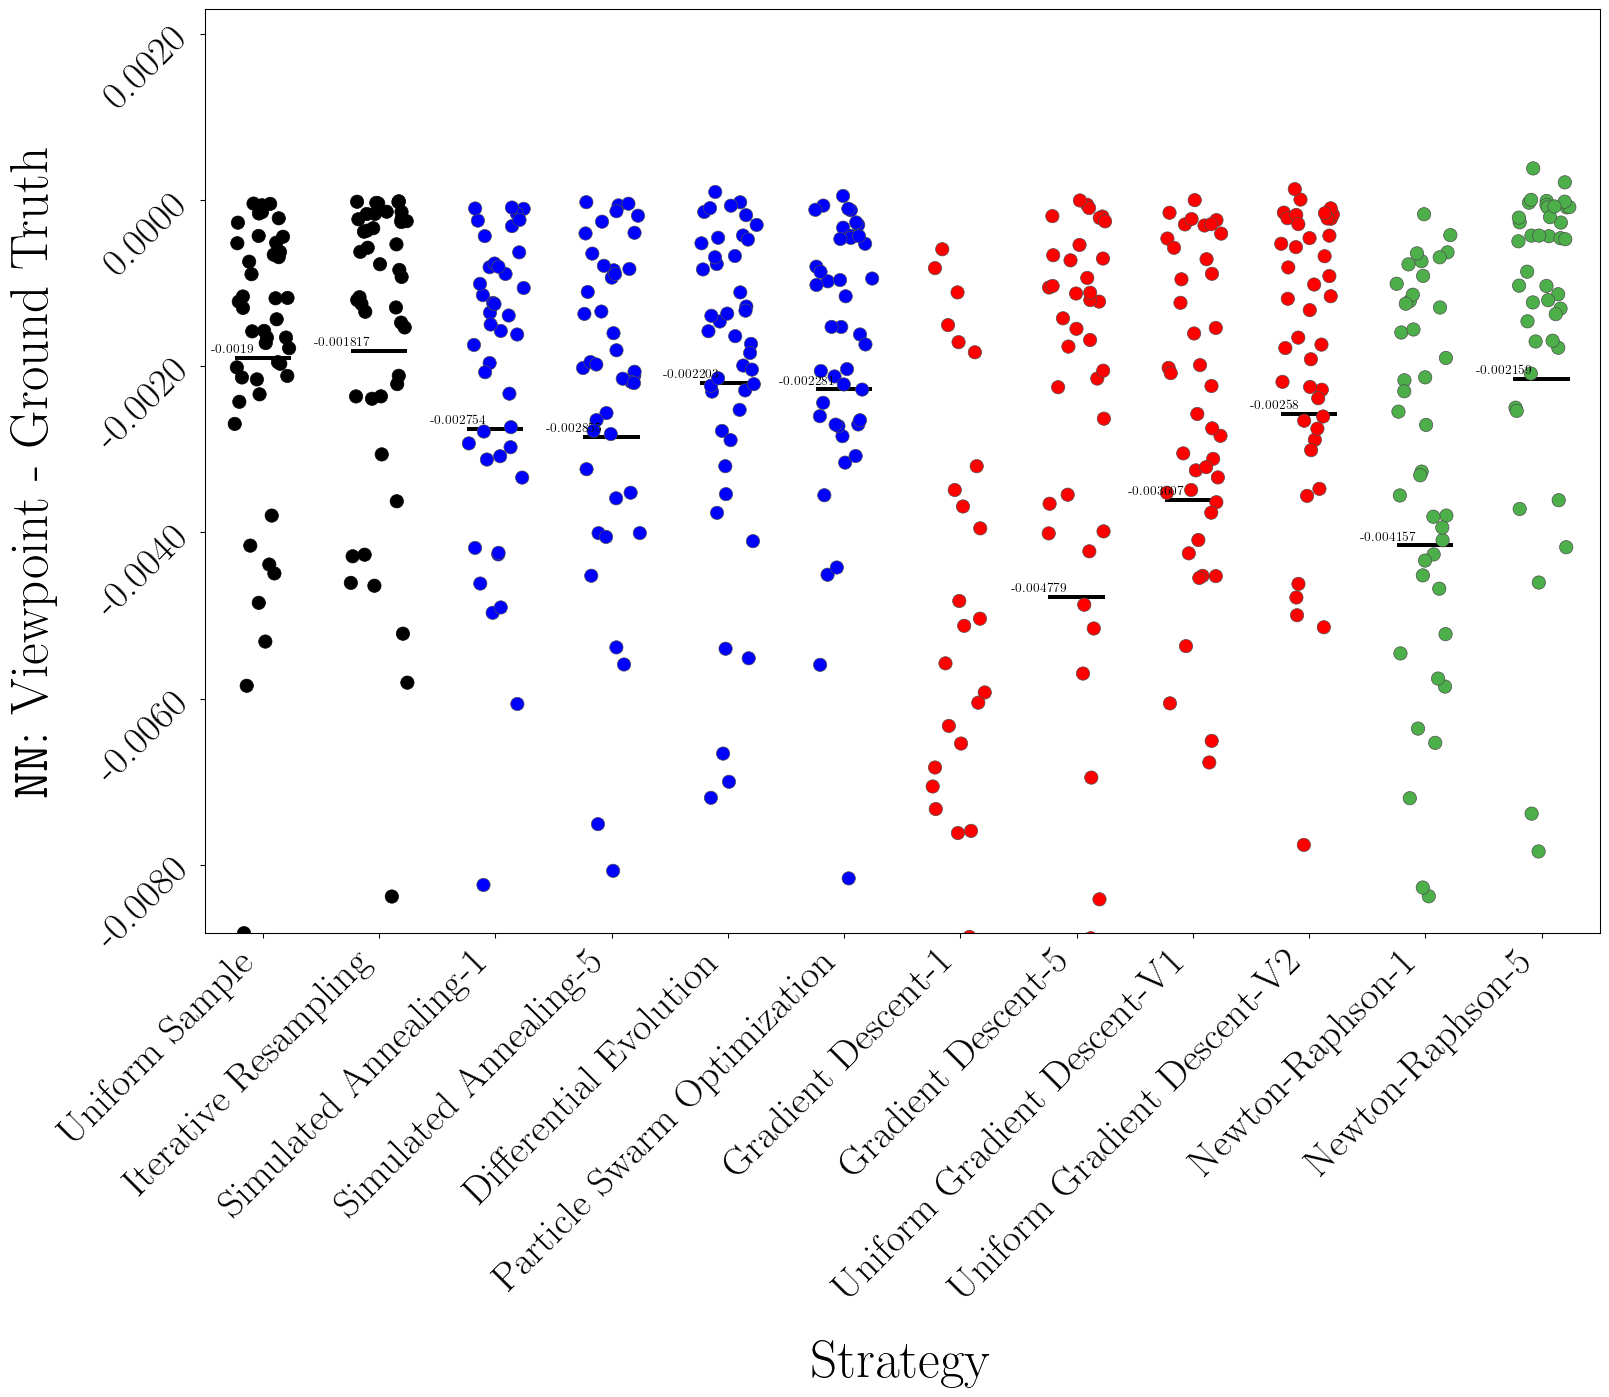 NN: Viewpoint - Ground Truth
0.0020
0.0000
-0.0020
-0.0040
-0.0060
-0.0080
-0.0019
-0.001817
-0.002754
-0.002203
-0.004779
-0.00258
-0.004157
-0.002159
Uniform Sample
Iterative Resampling
Simulated Annealing-1
Simulated Annealing-5
Differential Evolution
Particle Swarm Optimization
Gradient Descent-1
Gradient Descent-5
Uniform Gradient Descent-V1
Uniform Gradient Descent-V2
Newton-Raphson-1
Newton-Raphson-5
Strategy